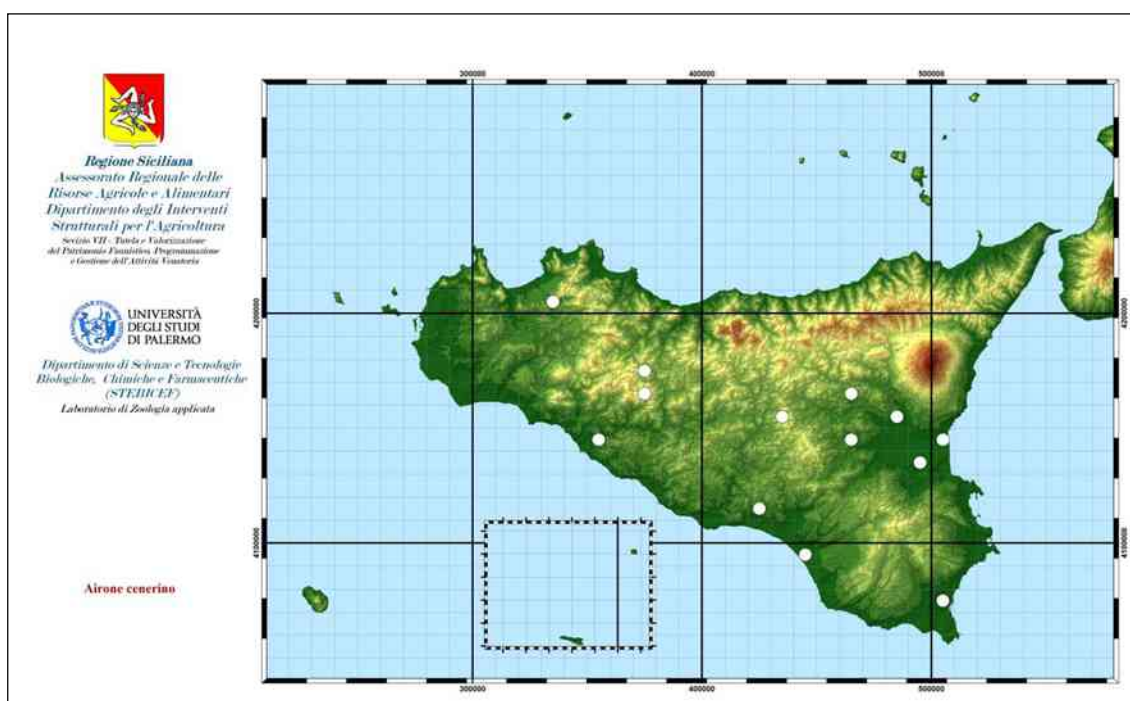 Regione Siciliana
Assessorato Regionale delle
Risorse Agricole e Alimentari
Dipartimento degli Interventi
Strutturali per l'Agricoltura
Servizio VII - Tutela e Valorizzazione
del Patrimonio Faunistico, Programmazione
e Gestione dell'Attività Venatoria
UNIVERSITÀ
DEGLI STUDI
DI PALERMO
Dipartimento di Scienze e Tecnologie
Biologiche, Chimiche e Farmaceutiche
(STEBICEF)
Laboratorio di Zoologia applicata
Airone cenerino
300000
400000
500000
4200000
4200000
4100000
4100000
300000
400000
500000